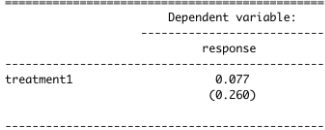 Dependent variable:
response
treatment1 0.077
(0.260)